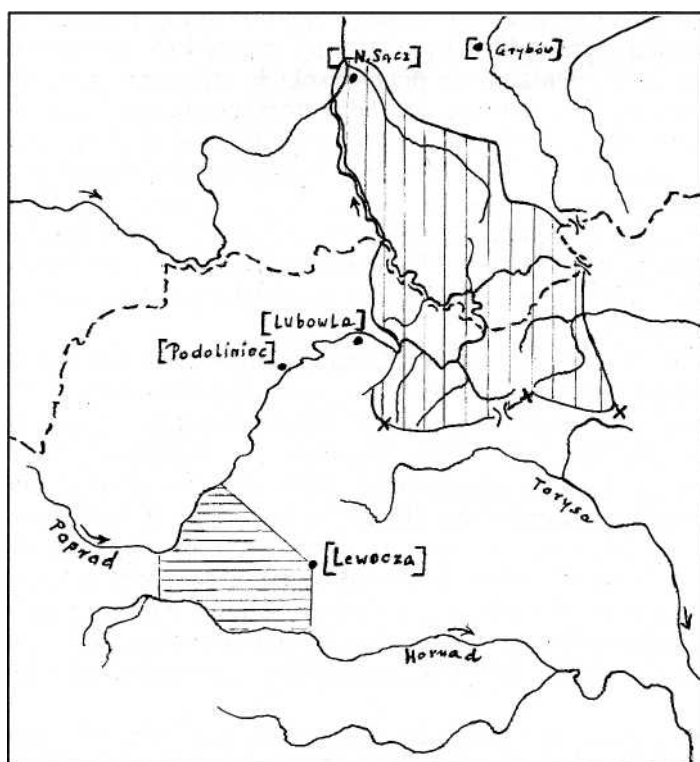 [N. Sącz]
[Grybów]
[Lubowla]
[Podoliniec]
Torysa
Poprad
[Lewocza]
Hornad